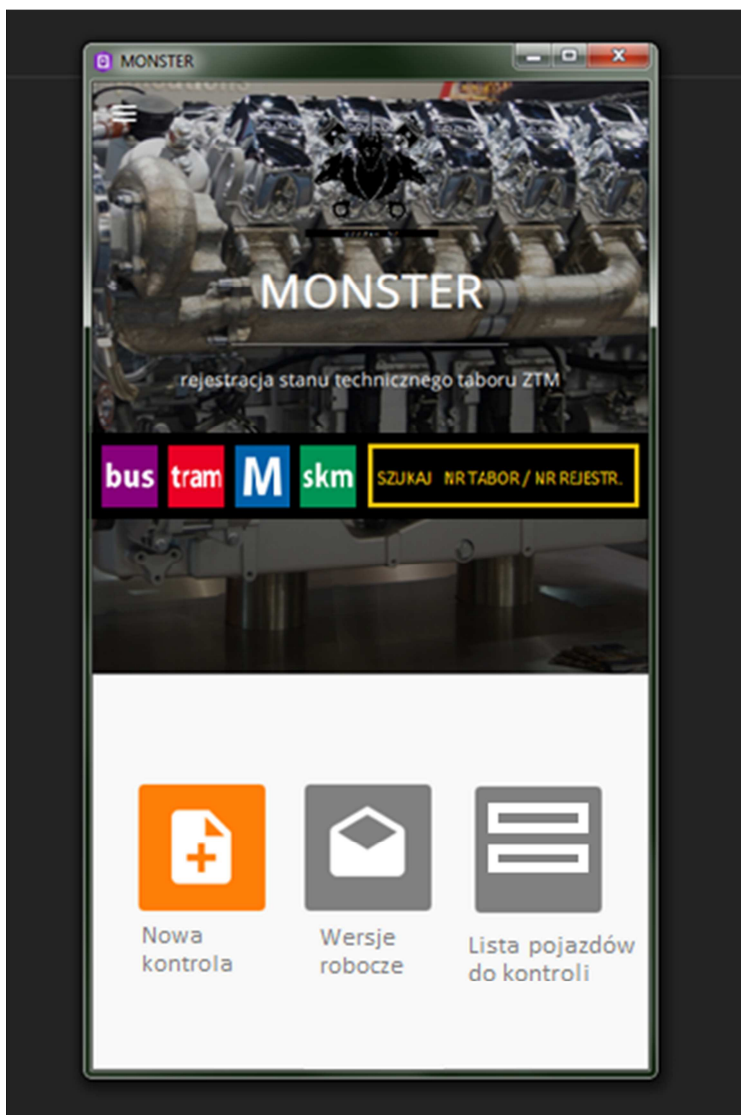 MONSTER
MONSTER
rejestracja stanu technicznego taboru ZTM
bus tram M skm SZUKAJ NR TABOR / NR REJESTR.
Nowa
kontrola
Wersje
robocze
Lista pojazdów
do kontroli